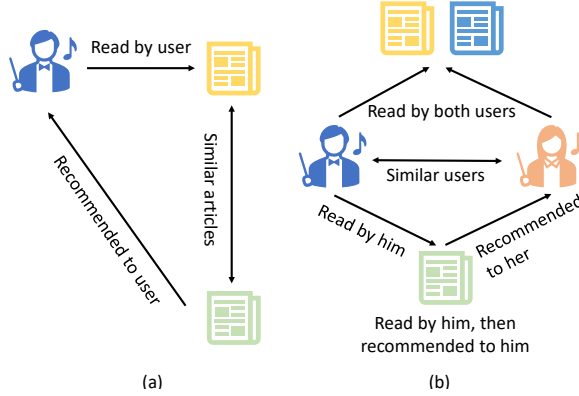 Read by user
Similar articles
Recommended to user
(a)
Read by both users
Similar users
Read by him
Recommended
to her
Read by him, then
recommended to him
(b)